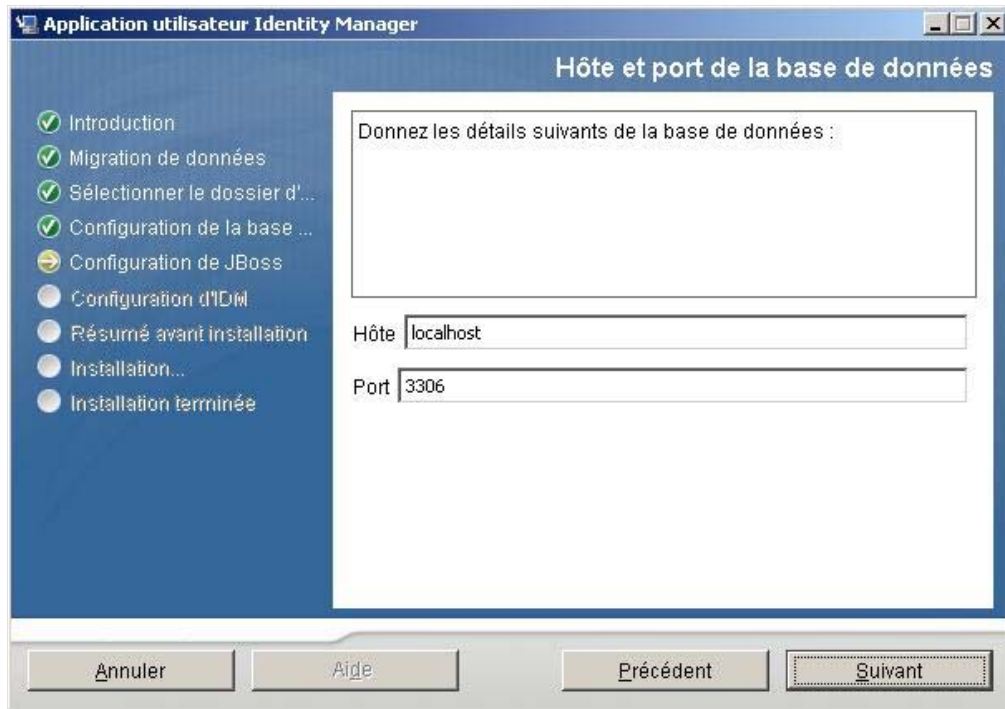 Application utilisateur Identity Manager
Hôte et port de la base de données
Introduction
Migration de données
Sélectionner le dossier d'...
Configuration de la base ...
Configuration de JBoss
Configuration d'IDM
Résumé avant installation
Installation...
Installation terminée
Donnez les détails suivants de la base de données :
Hôte localhost
Port 3306
Annuler
Aide
Précédent
Suivant